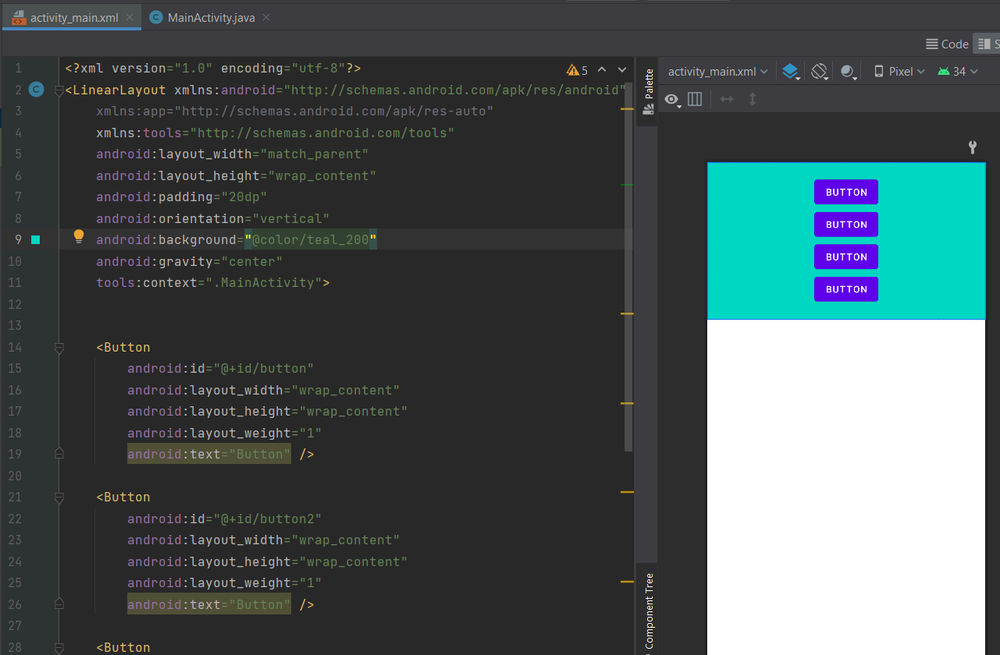 activity_main.xml
MainActivity.java
Code
1 <?xml version="1.0" encoding="utf-8"?>
5
2 <LinearLayout xmlns:android="http://schemas.android.com/apk/res/android"
3 xmlns:app="http://schemas.android.com/apk/res-auto"
4 xmlns:tools="http://schemas.android.com/tools"
5 android:layout_width="match_parent"
6 android:layout_height="wrap_content"
7 android:padding="20dp"
8 android:orientation="vertical"
9 android:background="@color/teal_200"
10 android:gravity="center"
11 tools:context=".MainActivity">
12
13
14 <Button
15 android:id="@+id/button"
16 android:layout_width="wrap_content"
17 android:layout_height="wrap_content"
18 android:layout_weight="1"
19 android:text="Button" />
20
21 <Button
22 android:id="@+id/button2"
23 android:layout_width="wrap_content"
24 android:layout_height="wrap_content"
25 android:layout_weight="1"
26 android:text="Button" />
27
28 <Button
Palette
Component Tree
activity_main.xml
Pixel
34
BUTTON
BUTTON
BUTTON
BUTTON